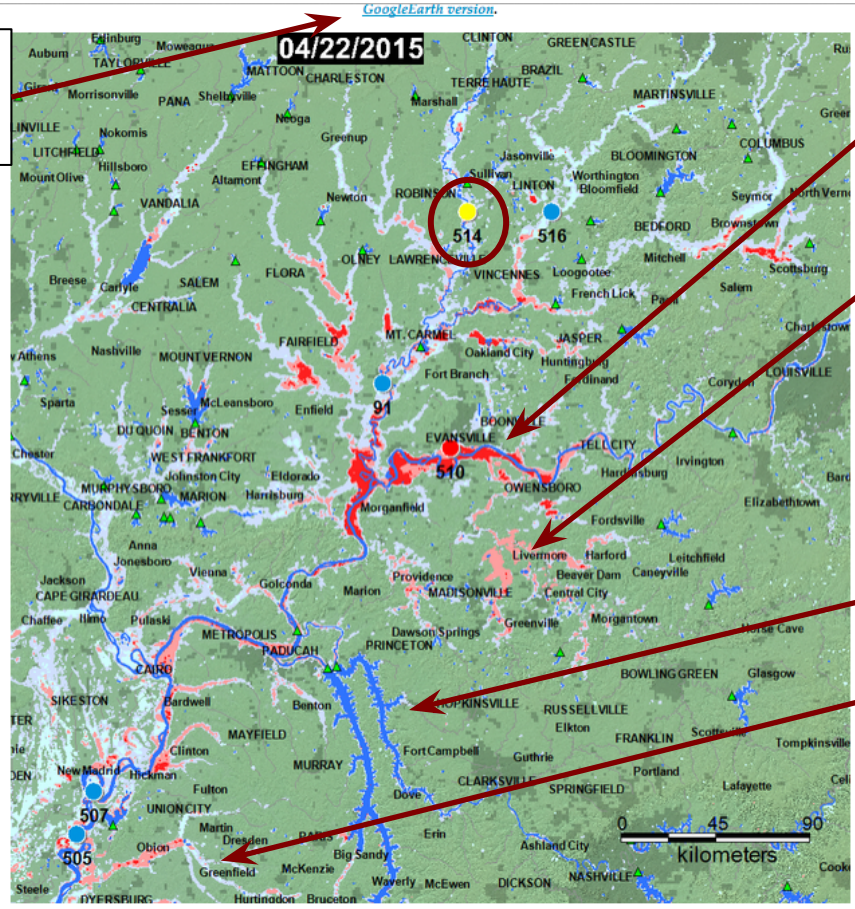 GoogleEarth version.
04/22/2015
CLINTON
GREENCASTLE
Auburn
Edinburg
Moweaqua
TAYLORVILLE
MATTOON
CHARLESTON
TERRE HAUTE
BRAZIL
MARTINSVILLE
Morrisonville
PANA
Shelbyville
Marshall
Neoga
Nokomis
Greenup
COLUMBUS
LITCHFIELD
Hillsboro
Jasonville
BLOOMINGTON
Mount Olive
EFFINGHAM
Altamont
Sullivan
Worthington
Bloomfield
Newton
ROBINSON
LINTON
Seymor
VANDALIA
514
516
BEDFORD
Brownstown
OLNEY
LAWRENCEVILLE
Mitchell
Breese
Carlyle
SALEM
FLORA
VINCENNES
Loogootee
Scottsburg
French Lick
Paoli
Salem
CENTRALIA
Nashville
MOUNT VERNON
FAIRFIELD
MT. CARMEL
JASPER
Oakland City
Huntingburg
Ferdinand
Fort Branch
Corydon
LOUISVILLE
Sparta
Sesser
McLeansboro
Enfield
91
DU QUOIN
BENTON
BOONVILLE
EVANSVILLE
TELL CITY
Chester
WEST FRANKFORT
Irvington
510
Hardinsburg
Johnston City
Eldorado
OWENSBORO
MURPHYSBORO
MARION
Harrisburg
Elizabethtown
CARBONDALE
Morganfield
Fordsville
Anna
Jonesboro
Livermore
Harford
Leitchfield
Vienna
Jackson
Golconda
Marion
Providence
Beaver Dam
Caneyville
CAPE GIRARDEAU
MADISONVILLE
Central City
Chaffee
Illmo
Pulaski
Greenville
Morgantown
METROPOLIS
Dawson Springs
Horse Cave
PADUCAH
PRINCETON
CAIRO
BOWLING GREEN
Glasgow
SIKESTON
Bardwell
Benton
HOPKINSVILLE
RUSSELLVILLE
Elkton
MAYFIELD
FRANKLIN
Scottsville
Tompkinsville
Clinton
Fort Campbell
Guthrie
MURRAY
Portland
New Madrid
Hickman
CLARKSVILLE
SPRINGFIELD
Lafayette
Fulton
Dove
507
UNION CITY
Martin
Erin
0 45 90
505
Obion
Dresden
PARIS
Ashland City
kilometers
Big Sandy
Greenfield
McKenzie
Steele
Waverly
McEwen
DICKSON
NASHVILLE
DYERSBURG
Huntingdon
Bruceton